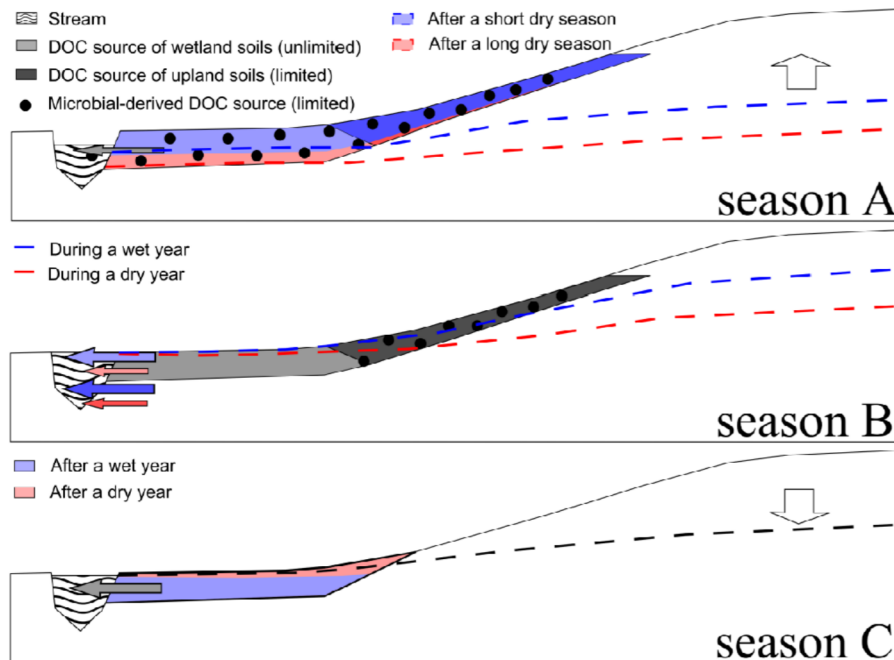 Stream
DOC source of wetland soils (unlimited)
DOC source of upland soils (limited)
Microbial-derived DOC source (limited)
After a short dry season
After a long dry season
season A
During a wet year
During a dry year
season B
After a wet year
After a dry year
season C